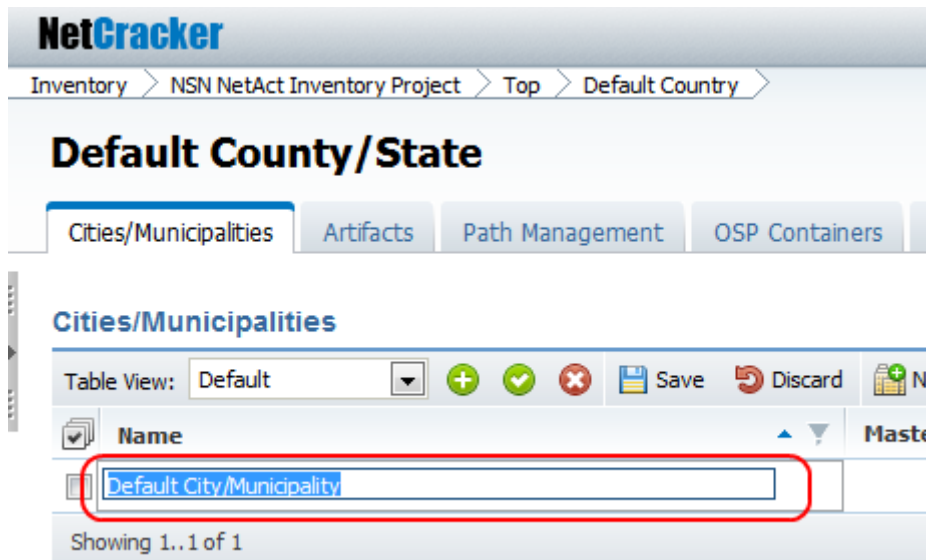 NetCracker
Inventory NSN NetAct Inventory Project Top Default Country
Default County/State
Cities/Municipalities Artifacts Path Management OSP Containers
Cities/Municipalities
Table View: Default Save Discard
Name
Default City/Municipality
Showing 1..1 of 1